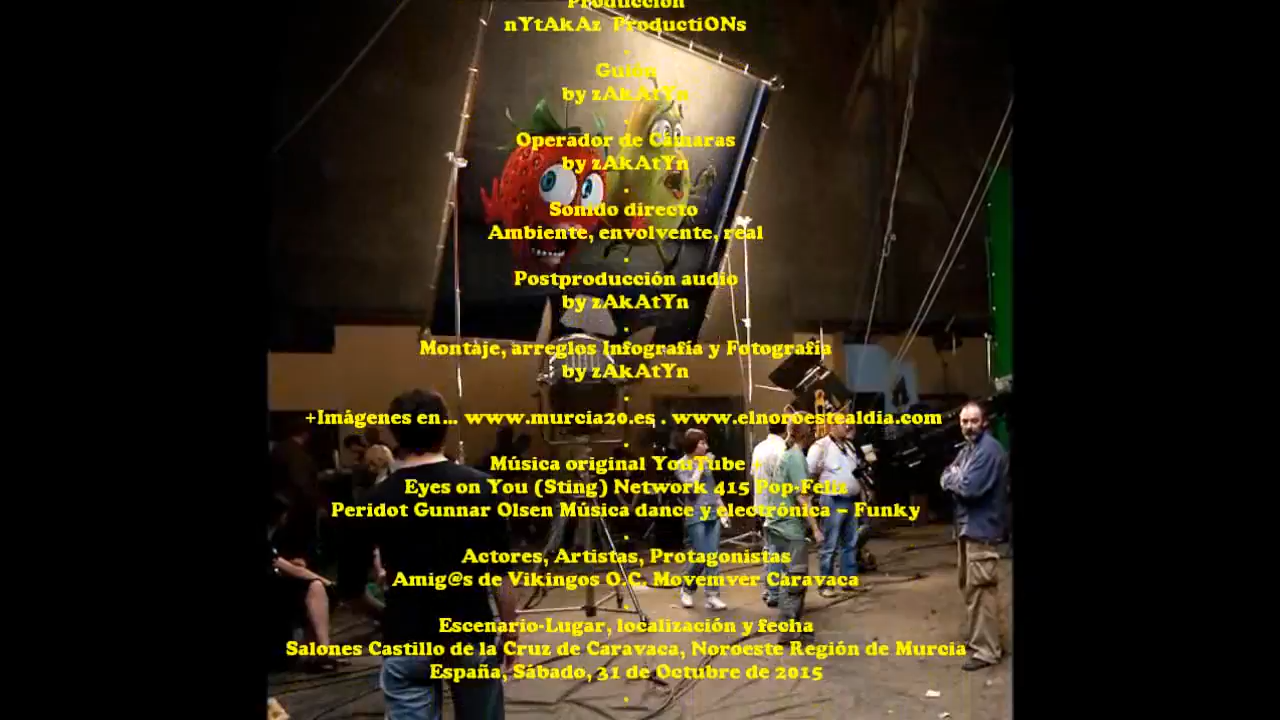 Producción
nYtAkAz ProductiONs
.
Guión
by zAkAtYn
.
Operador de Cámaras
by zAkAtYn
.
Sonido directo
Ambiente, envolvente, real
.
Postproducción audio
by zAkAtYn
.
Montaje, arreglos Infografía y Fotografía
by zAkAtYn
.
+Imágenes en... www.murcia20.es . www.elnoroestealdia.com
.
Música original YouTube -
Eyes on You (Sting) Network 415 Pop-Feliz
Peridot Gunnar Olsen Música dance y electrónica – Funky
.
Actores, Artistas, Protagonistas
Amig@s de Vikingos O.C. Movemver Caravaca
.
Escenario-Lugar, localización y fecha
Salones Castillo de la Cruz de Caravaca, Noroeste Región de Murcia
España, Sábado, 31 de Octubre de 2015
.